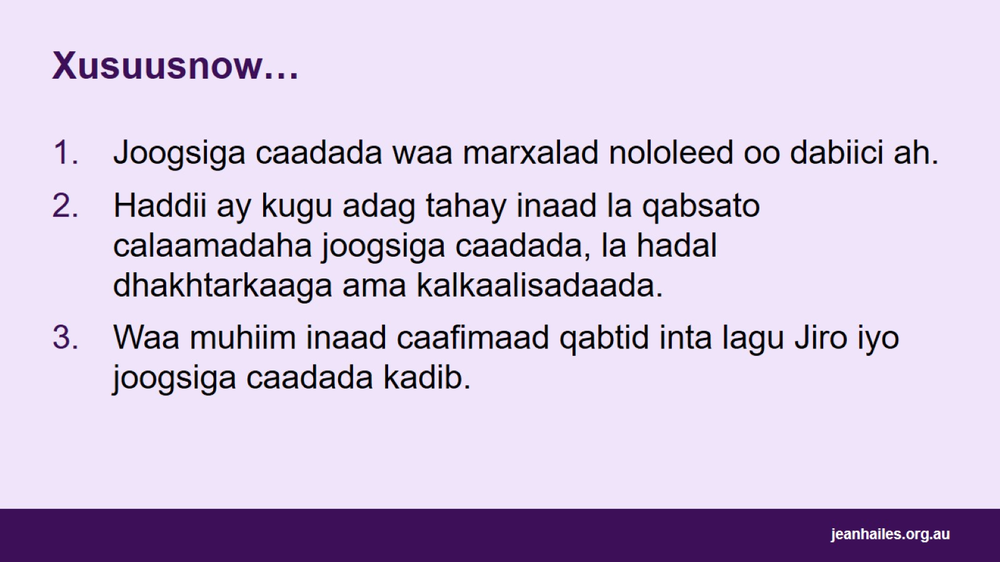 Xusuusnow…
1. Joogsiga caadada waa marxalad nololeed oo dabiici ah.
2. Haddii ay kugu adag tahay inaad la qabsato
calaamadaha joogsiga caadada, la hadal
dhakhtarkaaga ama kalkaalisadaada.
3. Waa muhiim inaad caafimaad qabtid inta lagu Jiro iyo
joogsiga caadada kadib.
jeanhailes.org.au